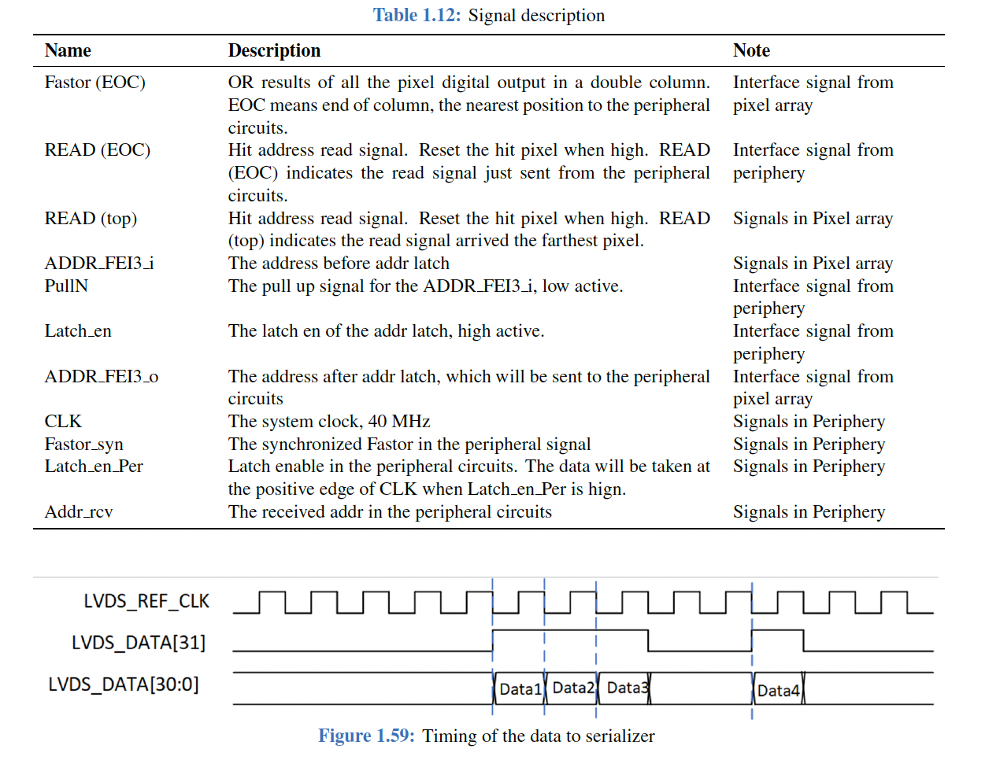 Table 1.12: Signal description
Name Description Note
Fastor (EOC) OR results of all the pixel digital output in a double column. Interface signal from
EOC means end of column, the nearest position to the peripheral pixel array
circuits.
READ (EOC) Hit address read signal. Reset the hit pixel when high. READ Interface signal from
(EOC) indicates the read signal just sent from the peripheral periphery
circuits.
READ (top) Hit address read signal. Reset the hit pixel when high. READ Signals in Pixel array
(top) indicates the read signal arrived the farthest pixel.
ADDR_FEI3_i The address before addr latch Signals in Pixel array
PullN The pull up signal for the ADDR_FEI3_i, low active. Interface signal from
periphery
Latch_en The latch en of the addr latch, high active. Interface signal from
periphery
ADDR_FEI3_o The address after addr latch, which will be sent to the peripheral Interface signal from
circuits pixel array
CLK The system clock, 40 MHz Signals in Periphery
Fastor_syn The synchronized Fastor in the peripheral signal Signals in Periphery
Latch_en_Per Latch enable in the peripheral circuits. The data will be taken at Signals in Periphery
the positive edge of CLK when Latch_en_Per is hign.
Addr_rcv The received addr in the peripheral circuits Signals in Periphery
LVDS_REF_CLK
LVDS_DATA[31]
LVDS_DATA[30:0] Data1 Data2 Data3 Data4
Figure 1.59: Timing of the data to serializer